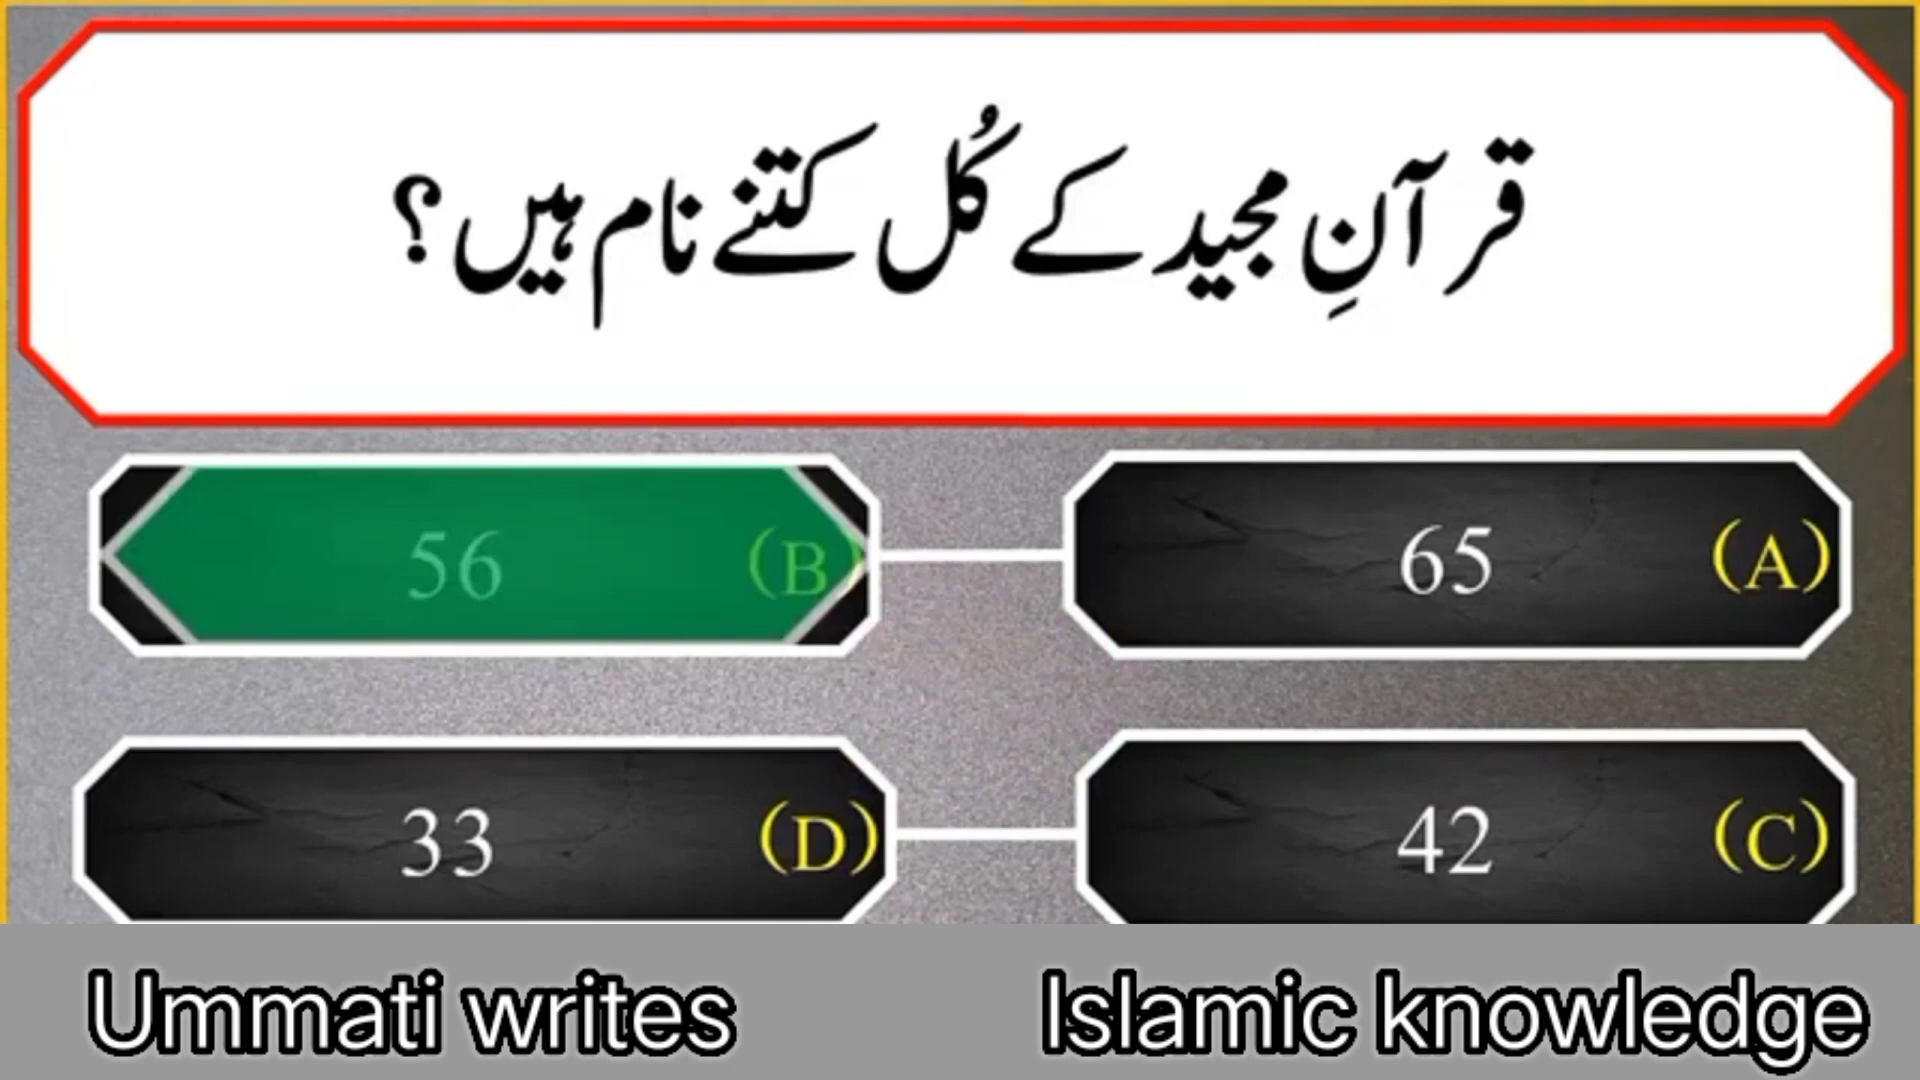 قرآنِ مجید کے کُل کتنے نام ہیں؟
(A) 65
(B) 56
(C) 42
(D) 33
Ummati writes
Islamic knowledge